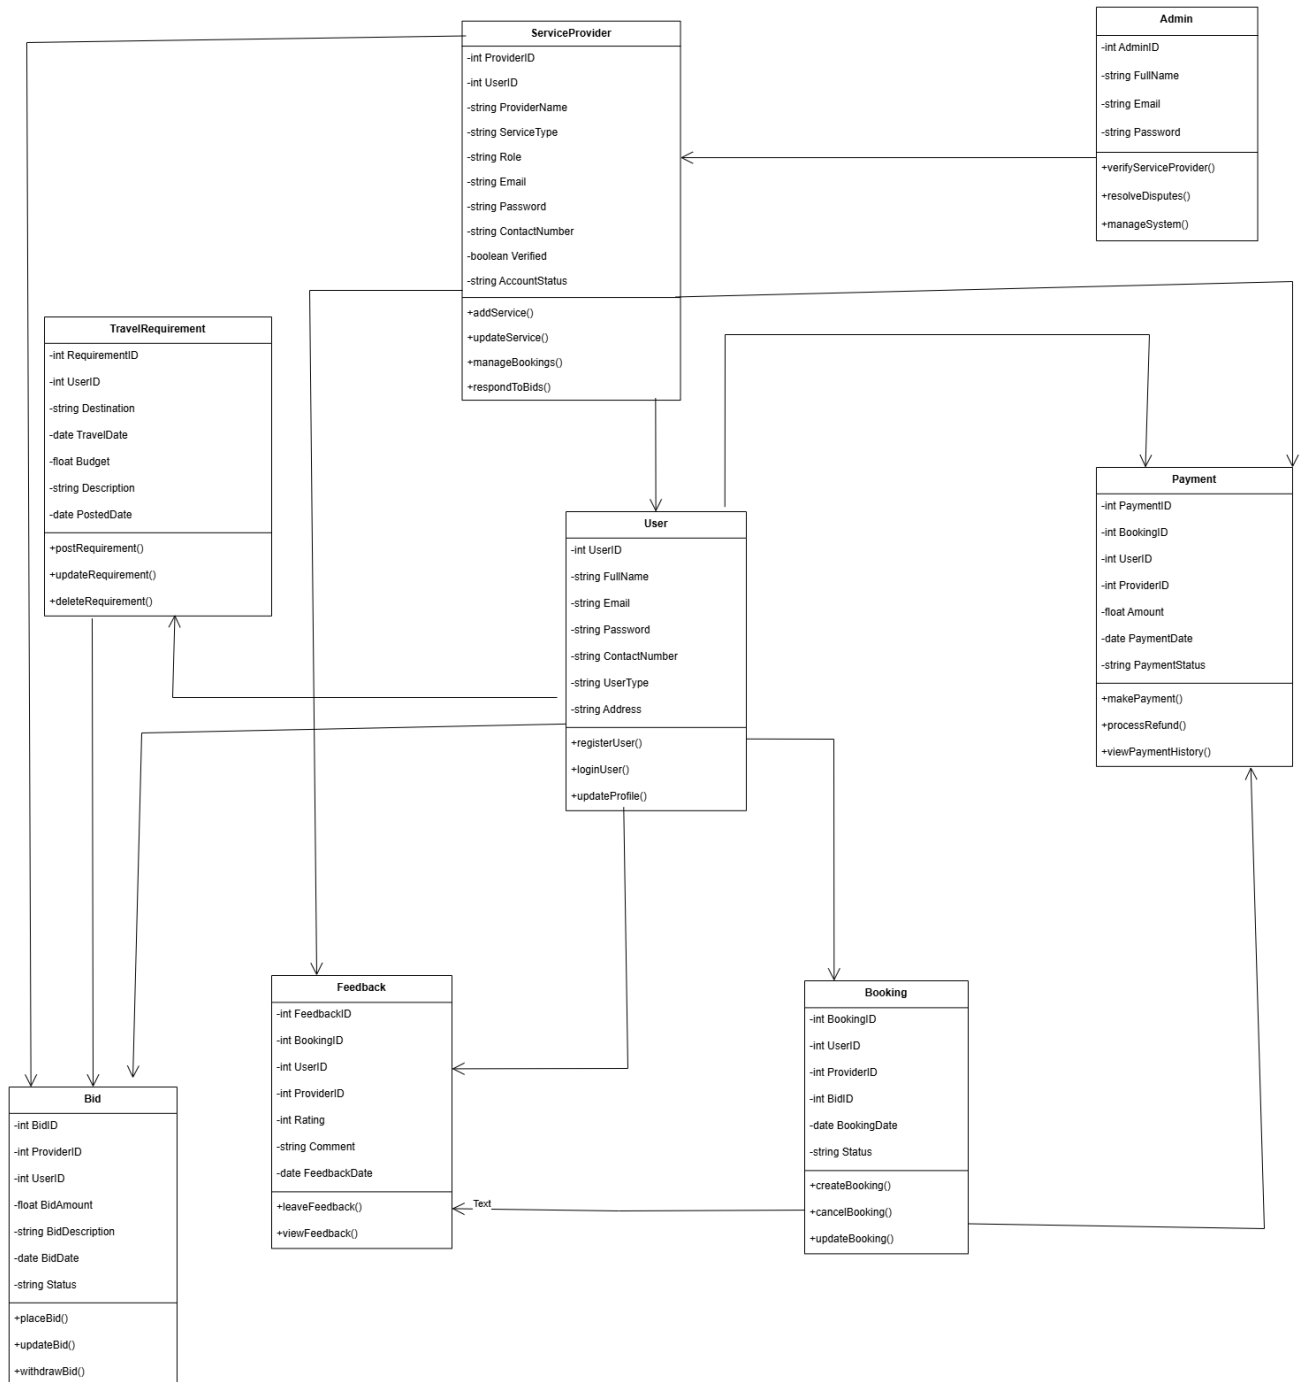 ServiceProvider
-int ProviderID
-int UserID
-string ProviderName
-string ServiceType
-string Role
-string Email
-string Password
-string ContactNumber
-boolean Verified
-string AccountStatus
+addService()
+updateService()
+manageBookings()
+respondToBids()
Admin
-int AdminID
-string FullName
-string Email
-string Password
+verifyServiceProvider()
+resolveDisputes()
+manageSystem()
TravelRequirement
-int RequirementID
-int UserID
-string Destination
-date TravelDate
-float Budget
-string Description
-date PostedDate
+postRequirement()
+updateRequirement()
+deleteRequirement()
User
-int UserID
-string FullName
-string Email
-string Password
-string ContactNumber
-string UserType
-string Address
+registerUser()
+loginUser()
+updateProfile()
Payment
-int PaymentID
-int BookingID
-int UserID
-int ProviderID
-float Amount
-date PaymentDate
-string PaymentStatus
+makePayment()
+processRefund()
+viewPaymentHistory()
Bid
-int BidID
-int ProviderID
-int UserID
-float BidAmount
-string BidDescription
-date BidDate
-string Status
+placeBid()
+updateBid()
+withdrawBid()
Feedback
-int FeedbackID
-int BookingID
-int UserID
-int ProviderID
-int Rating
-string Comment
-date FeedbackDate
+leaveFeedback()
+viewFeedback()
Text
Booking
-int BookingID
-int UserID
-int ProviderID
-int BidID
-date BookingDate
-string Status
+createBooking()
+cancelBooking()
+updateBooking()